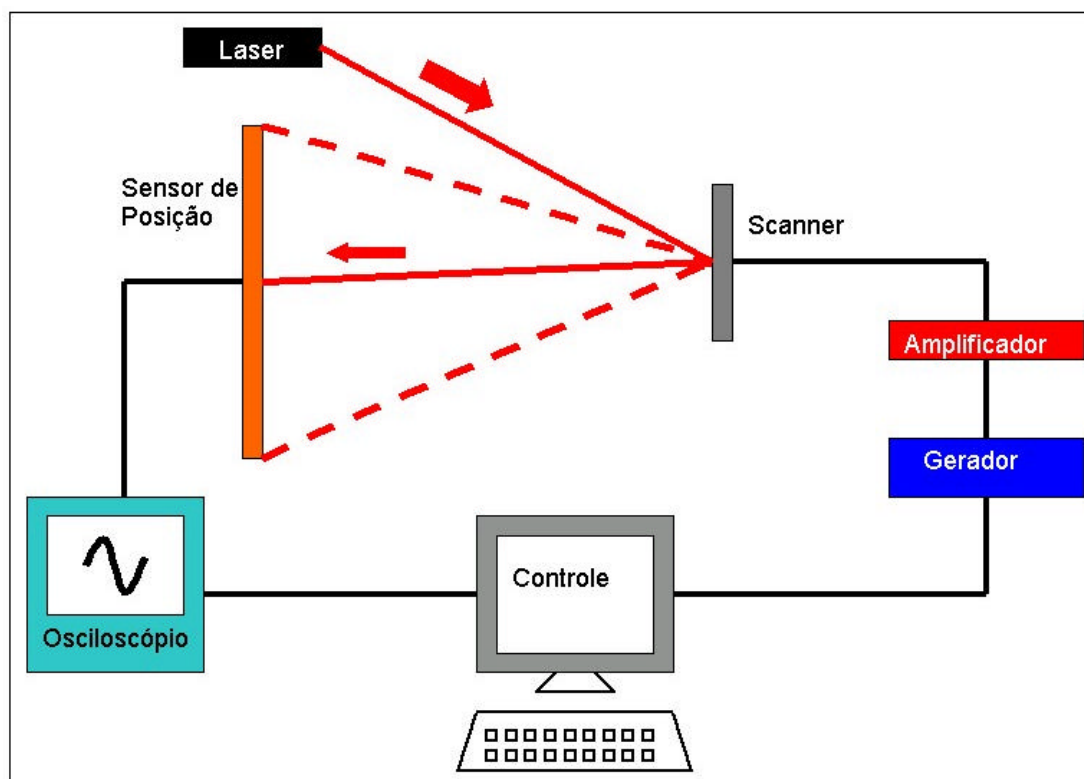 Laser
Sensor de
Posição
Scanner
Amplificador
Gerador
Controle
Osciloscópio